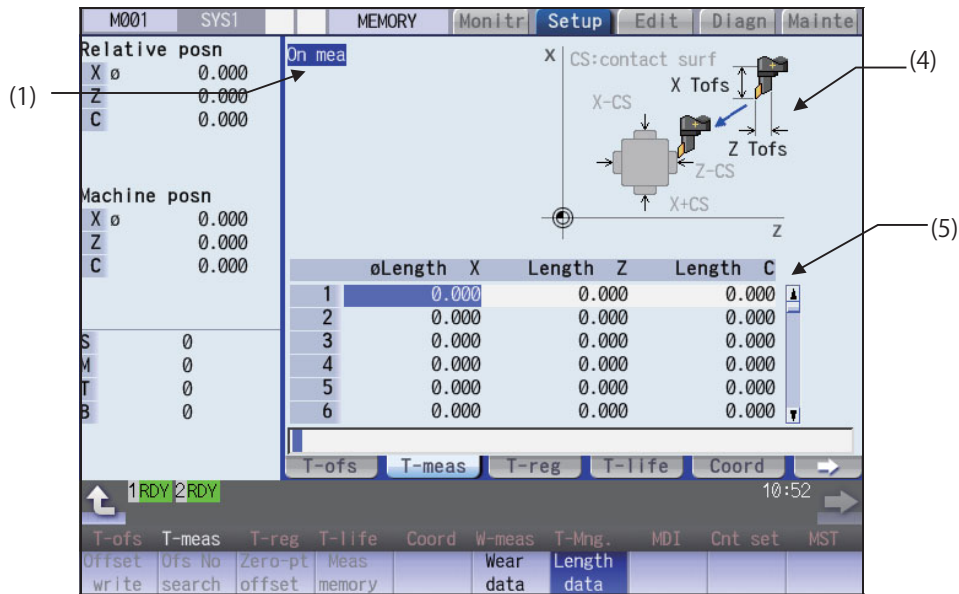 M001 SYS1 MEMORY Monitr Setup Edit Diagn Mainte
Relative posn
X ø 0.000
Z 0.000
C 0.000
Machine posn
X ø 0.000
Z 0.000
C 0.000
S 0
M 0
T 0
B 0
(1)
On mea
X CS:contact surf
X Tofs
(4)
X-CS
Z Tofs
Z-CS
X+CS
Z
(5)
øLength X Length Z Length C
1 0.000 0.000 0.000
2 0.000 0.000 0.000
3 0.000 0.000 0.000
4 0.000 0.000 0.000
5 0.000 0.000 0.000
6 0.000 0.000 0.000
T-ofs T-meas T-reg T-life Coord
1 RDY 2 RDY 10:52
T-ofs T-meas T-reg T-life Coord W-meas T-Mng. MDI Cnt set MST
Offset Ofs No Zero-pt Meas Wear Length
write search offset memory data data